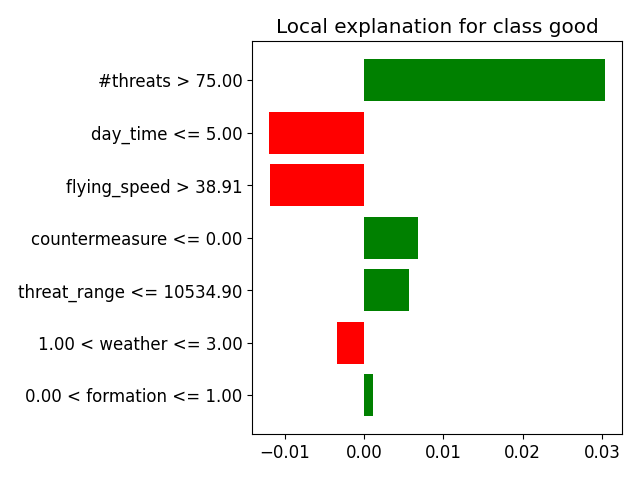 Local explanation for class good
#threats > 75.00
day_time <= 5.00
flying_speed > 38.91
countermeasure <= 0.00
threat_range <= 10534.90
1.00 < weather <= 3.00
0.00 < formation <= 1.00
−0.01 0.00 0.01 0.02 0.03